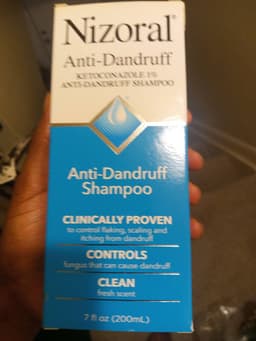 Nizoral®
Anti-Dandruff
KETOCONAZOLE 1%
ANTI-DANDRUFF SHAMPOO
Anti-Dandruff
Shampoo
CLINICALLY PROVEN
to control flaking, scaling and
itching from dandruff
CONTROLS
fungus that can cause dandruff
CLEAN
fresh scent
7 fl oz (200mL)